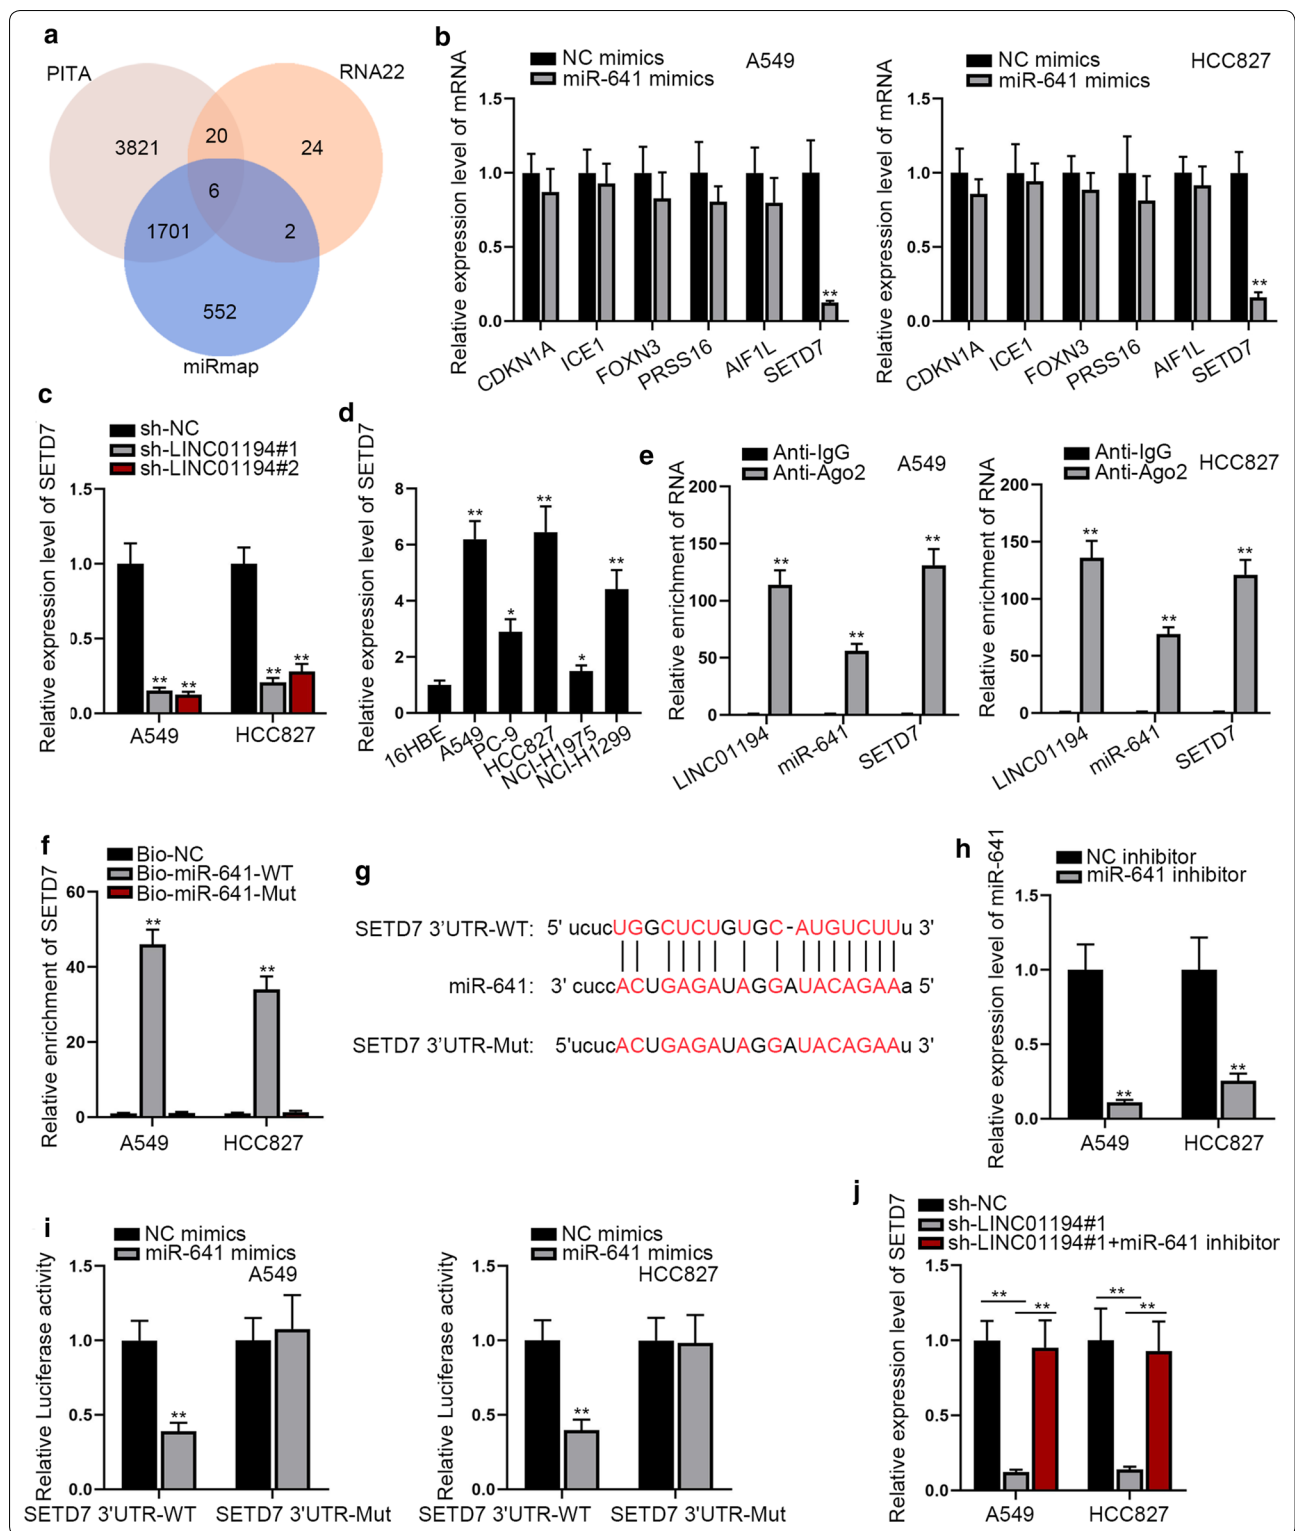 a
PITA
RNA22
3821
20
24
6
1701
2
552
miRmap
b
NC mimics
miR-641 mimics
A549
Relative expression level of mRNA
1.5
1.0
0.5
0.0
**
CDKN1A
ICE1
FOXN3
PRSS16
AIF1L
SETD7
NC mimics
miR-641 mimics
HCC827
Relative expression level of mRNA
1.5
1.0
0.5
0.0
**
CDKN1A
ICE1
FOXN3
PRSS16
AIF1L
SETD7
c
sh-NC
sh-LINC01194#1
sh-LINC01194#2
Relative expression level of SETD7
1.5
1.0
0.5
0.0
** ** ** **
A549
HCC827
d
Relative expression level of SETD7
8
6
4
2
0
** * ** * **
16HBE
A549
PC-9
HCC827
NCI-H1975
NCI-H1299
e
Anti-IgG
Anti-Ago2
A549
Relative enrichment of RNA
200
150
100
50
0
** ** **
LINC01194
miR-641
SETD7
Anti-IgG
Anti-Ago2
HCC827
Relative enrichment of RNA
200
150
100
50
0
** ** **
LINC01194
miR-641
SETD7
f
Bio-NC
Bio-miR-641-WT
Bio-miR-641-Mut
Relative enrichment of SETD7
60
40
20
0
** **
A549
HCC827
g
SETD7 3'UTR-WT: 5' ucucUGGCUCUGUGC-AUGUCUUu 3'
miR-641: 3' cuccACUGAGAUAGGAUACAGAAa 5'
SETD7 3'UTR-Mut: 5'ucucACUGAGAUAGGAUACAGAAu 3'
h
NC inhibitor
miR-641 inhibitor
Relative expression level of miR-641
1.5
1.0
0.5
0.0
** **
A549
HCC827
i
NC mimics
miR-641 mimics
A549
Relative Luciferase activity
1.5
1.0
0.5
0.0
**
SETD7 3'UTR-WT
SETD7 3'UTR-Mut
NC mimics
miR-641 mimics
HCC827
Relative Luciferase activity
1.5
1.0
0.5
0.0
**
SETD7 3'UTR-WT
SETD7 3'UTR-Mut
j
sh-NC
sh-LINC01194#1
sh-LINC01194#1+miR-641 inhibitor
Relative expression level of SETD7
1.5
1.0
0.5
0.0
** ** ** **
A549
HCC827